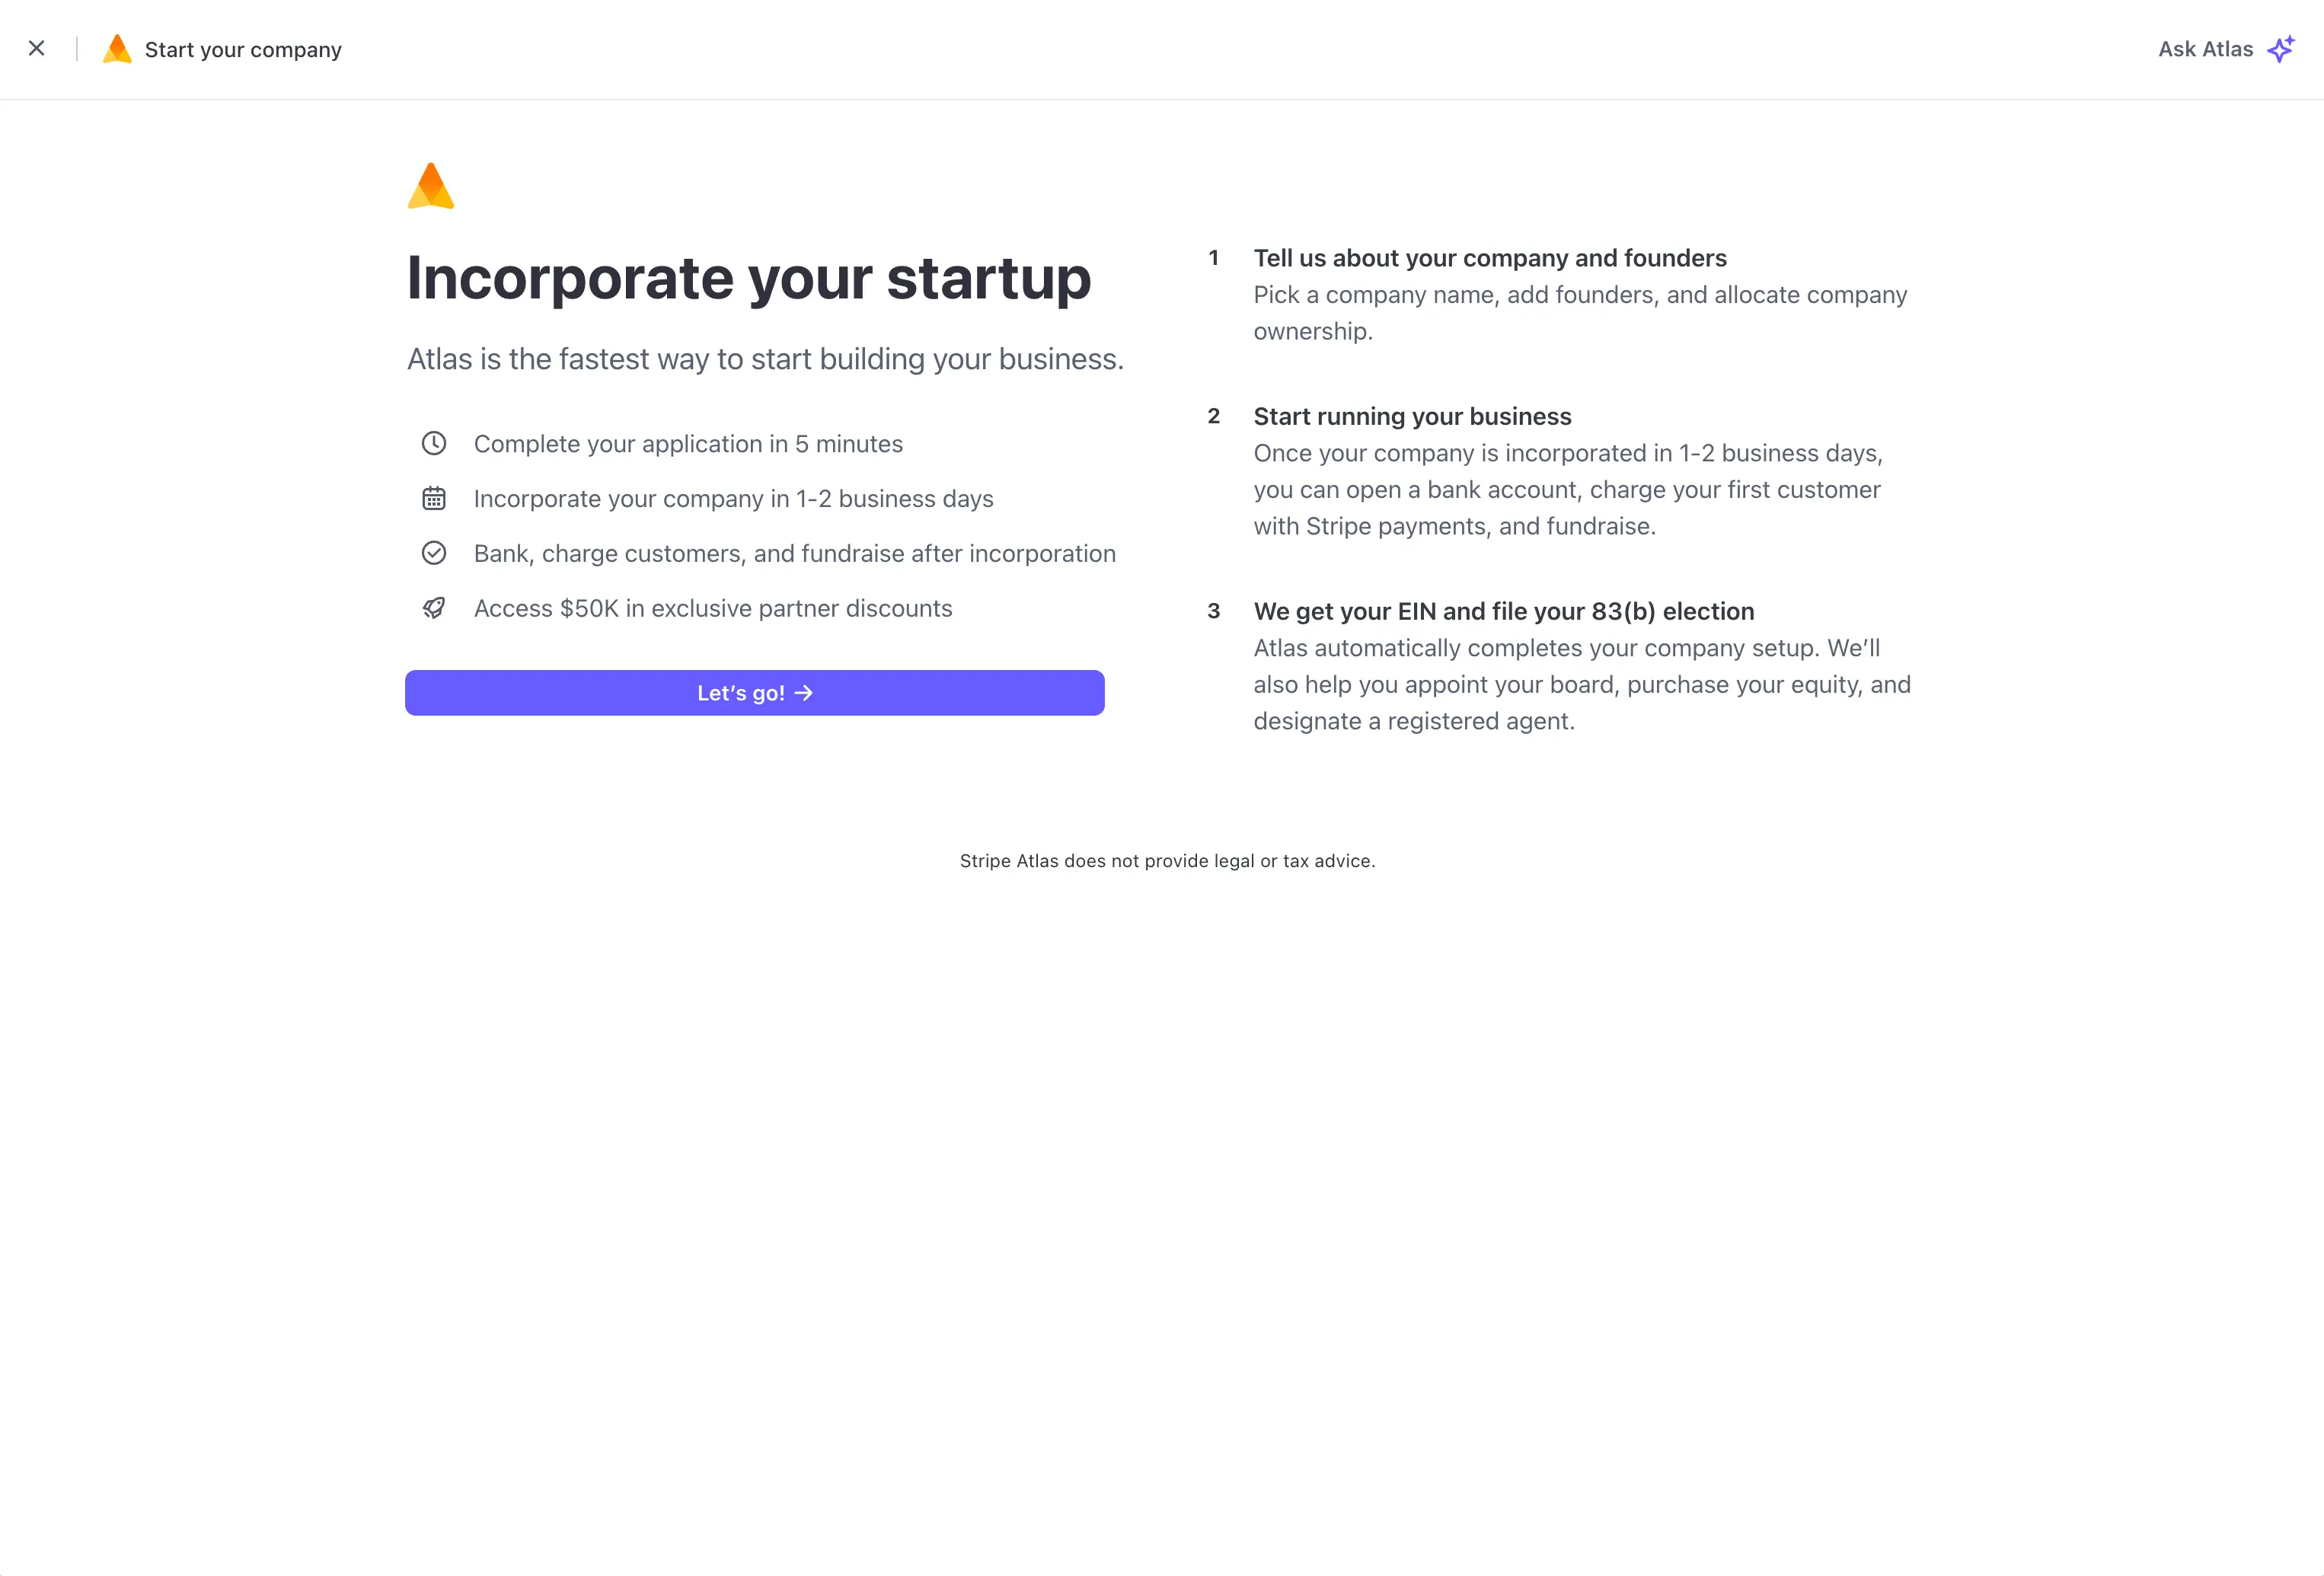 Start your company
Ask Atlas
Incorporate your startup
Atlas is the fastest way to start building your business.
Complete your application in 5 minutes
Incorporate your company in 1-2 business days
Bank, charge customers, and fundraise after incorporation
Access $50K in exclusive partner discounts
Let’s go! →
1
Tell us about your company and founders
Pick a company name, add founders, and allocate company
ownership.
2
Start running your business
Once your company is incorporated in 1-2 business days,
you can open a bank account, charge your first customer
with Stripe payments, and fundraise.
3
We get your EIN and file your 83(b) election
Atlas automatically completes your company setup. We’ll
also help you appoint your board, purchase your equity, and
designate a registered agent.
Stripe Atlas does not provide legal or tax advice.